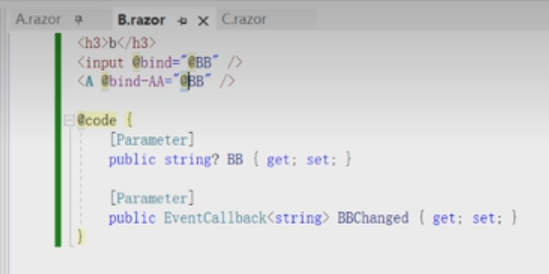 A.razor B.razor C.razor
<h3>b</h3>
<input @bind="@BB" />
<A @bind-AA="@BB" />
@code {
[Parameter]
public string? BB { get; set; }
[Parameter]
public EventCallback<string> BBChanged { get; set; }
}